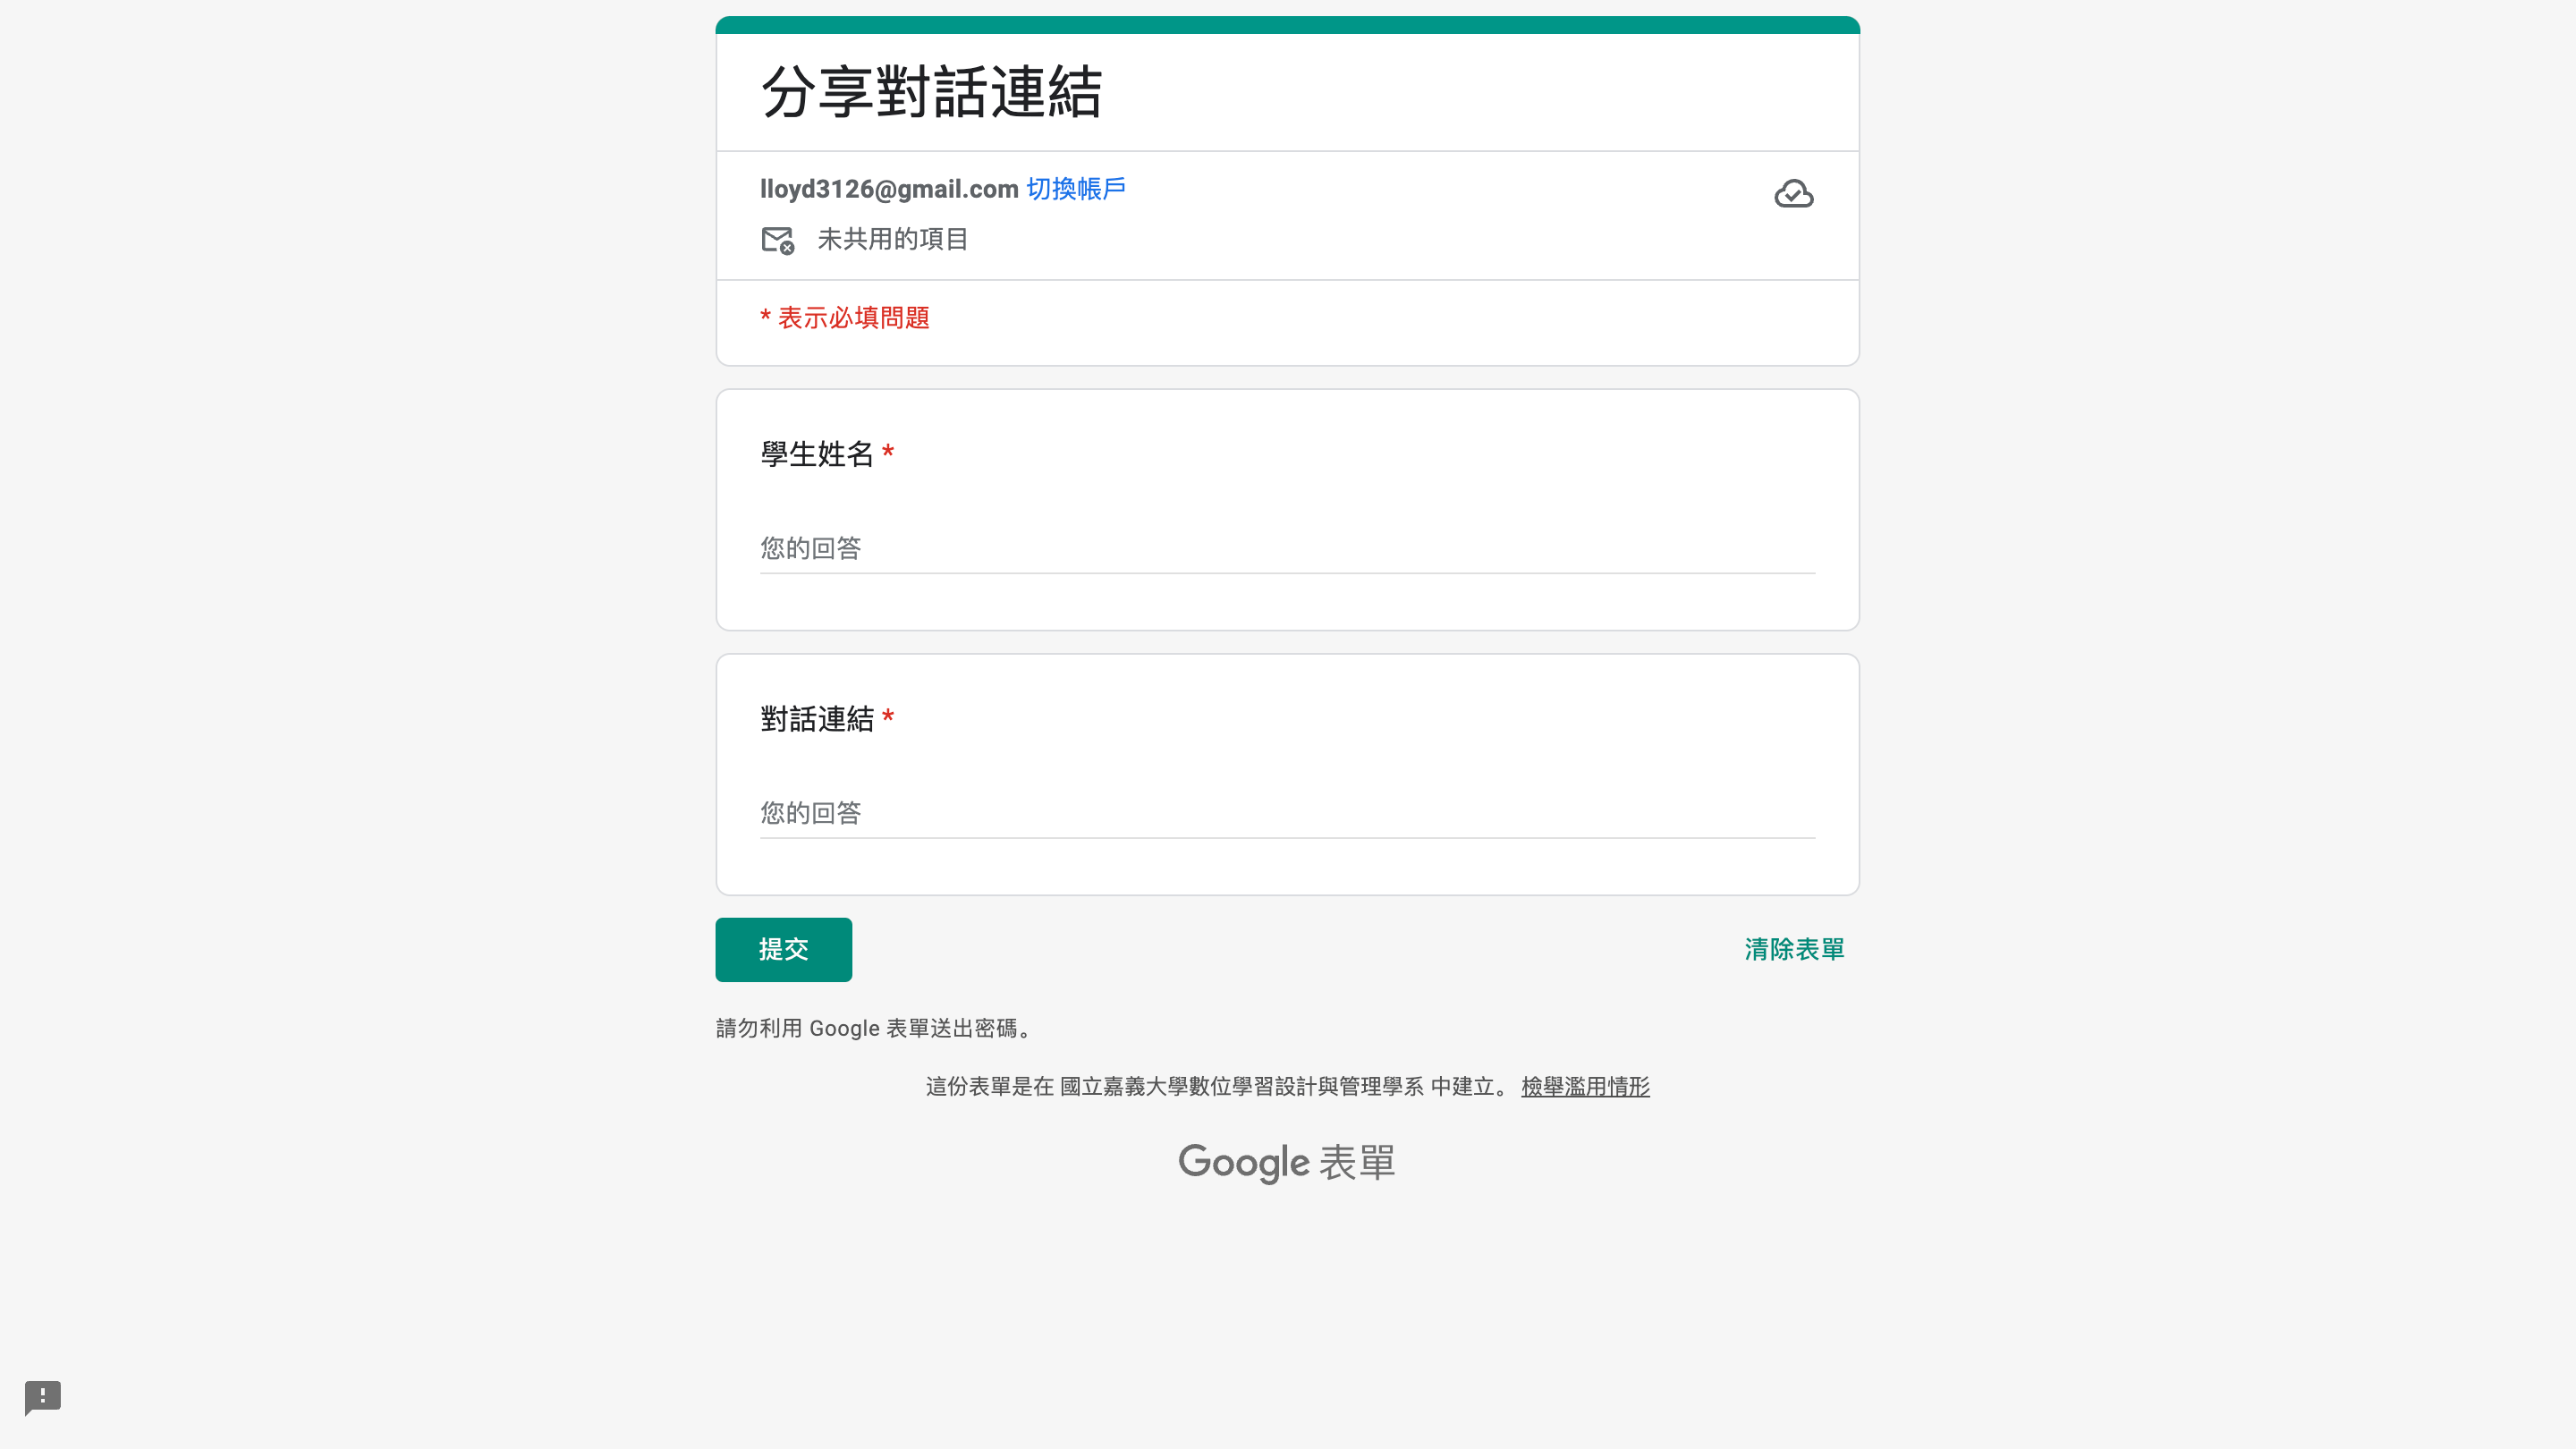 分享對話連結
lloyd3126@gmail.com 切換帳戶
未共用的項目
* 表示必填問題
學生姓名 *
您的回答
對話連結 *
您的回答
提交
清除表單
請勿利用 Google 表單送出密碼。
這份表單是在 國立嘉義大學數位學習設計與管理學系 中建立。 檢舉濫用情形
Google 表單